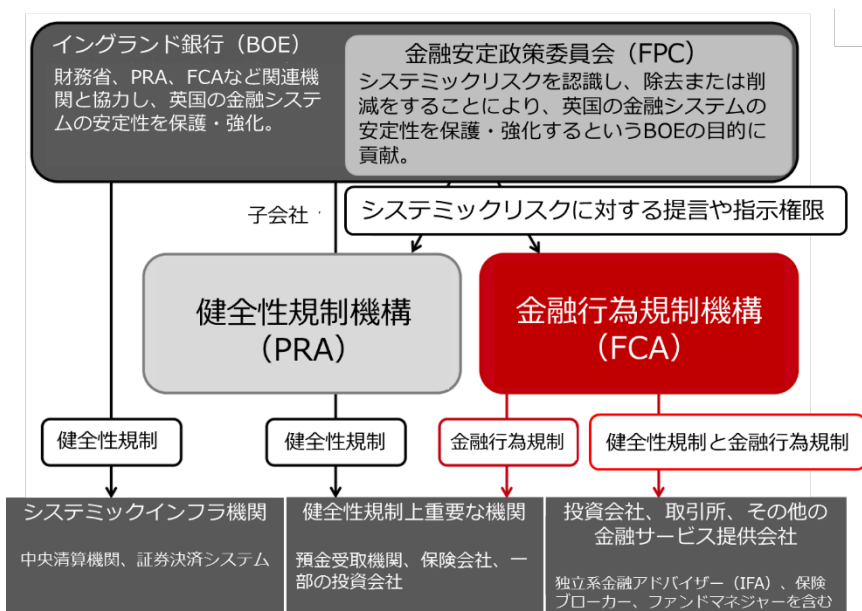 イングランド銀行（BOE）
財務省、PRA、FCAなど関連機
関と協力し、英国の金融システ
ムの安定性を保護・強化。
金融安定政策委員会（FPC）
システミックリスクを認識し、除去または削
減をすることにより、英国の金融システムの
安定性を保護・強化するというBOEの目的に
貢献。
子会社
システミックリスクに対する提言や指示権限
健全性規制機構
（PRA）
金融行為規制機構
（FCA）
健全性規制
健全性規制
金融行為規制
健全性規制と金融行為規制
システミックインフラ機関
中央清算機関、証券決済システム
健全性規制上重要な機関
預金受取機関、保険会社、一
部の投資会社
投資会社、取引所、その他の
金融サービス提供会社
独立系金融アドバイザー（IFA）、保険
ブローカー、ファンドマネジャーを含む